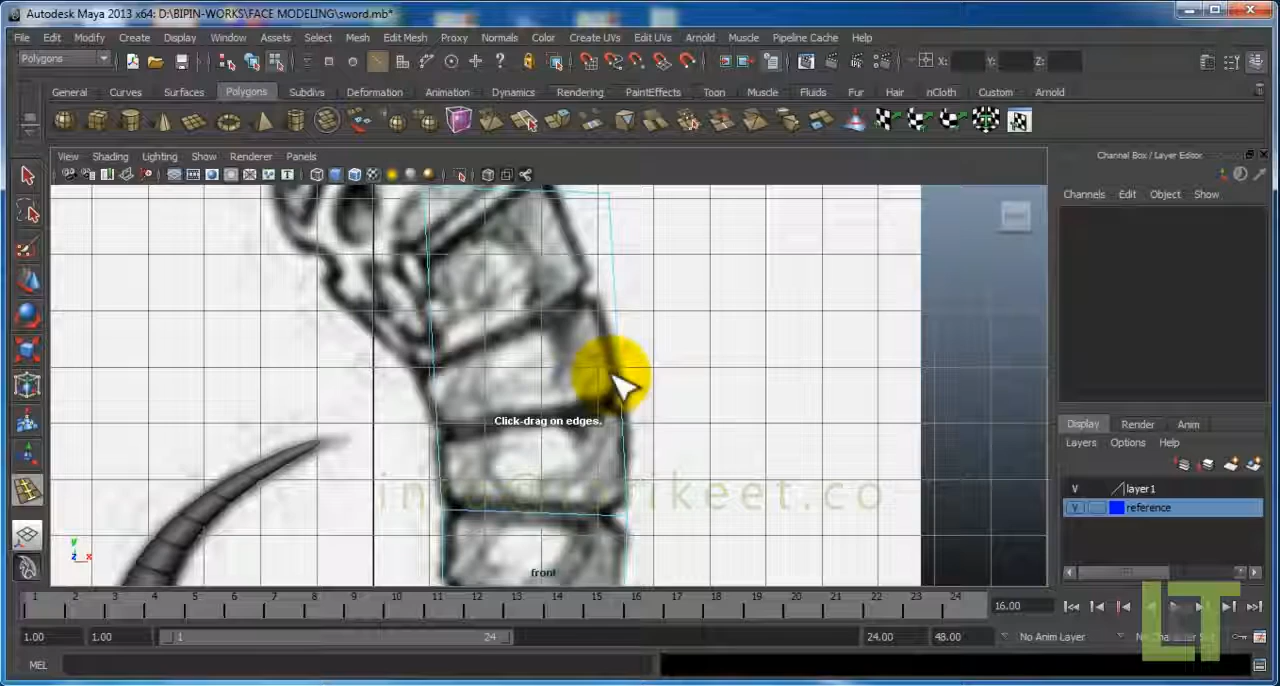 Autodesk Maya 2013 x64: D:\BIPIN-WORKS\FACE MODELING\sword.mb*
File Edit Modify Create Display Window Assets Select Mesh Edit Mesh Proxy Normals Color Create UVs Edit UVs Arnold Muscle Pipeline Cache Help
Polygons X: Y: Z:
General Curves Surfaces Polygons Subdivs Deformation Animation Dynamics Rendering PaintEffects Toon Muscle Fluids Fur Hair nCloth Custom Arnold
View Shading Lighting Show Renderer Panels
Channel Box / Layer Editor
Channels Edit Object Show
Click-drag on edges.
front
y
z x
Display Render Anim
Layers Options Help
V layer1
V reference
1 2 3 4 5 6 7 8 9 10 11 12 13 14 15 16 17 18 19 20 21 22 23 24
16.00
1.00 1.00 1 24 24.00 48.00 No Anim Layer
MEL
LT